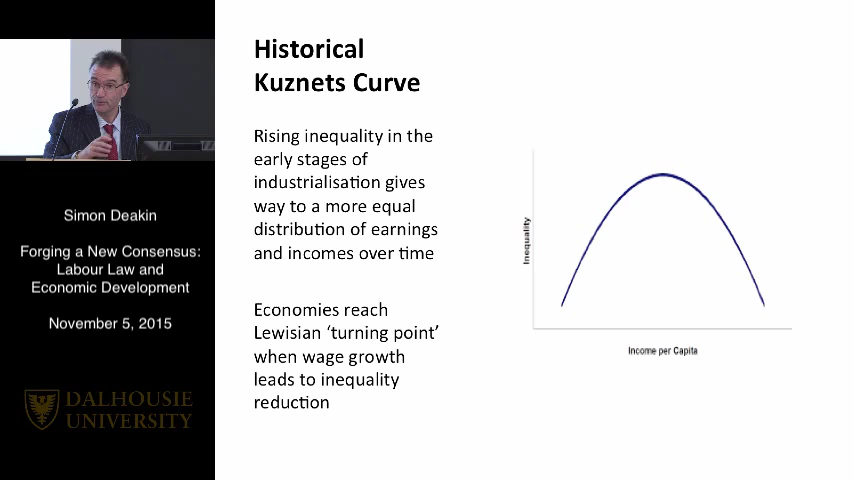 Simon Deakin
Forging a New Consensus:
Labour Law and
Economic Development
November 5, 2015
DALHOUSIE
UNIVERSITY
Historical
Kuznets Curve
Rising inequality in the
early stages of
industrialisation gives
way to a more equal
distribution of earnings
and incomes over time
Economies reach
Lewisian ‘turning point’
when wage growth
leads to inequality
reduction
Inequality
Income per Capita